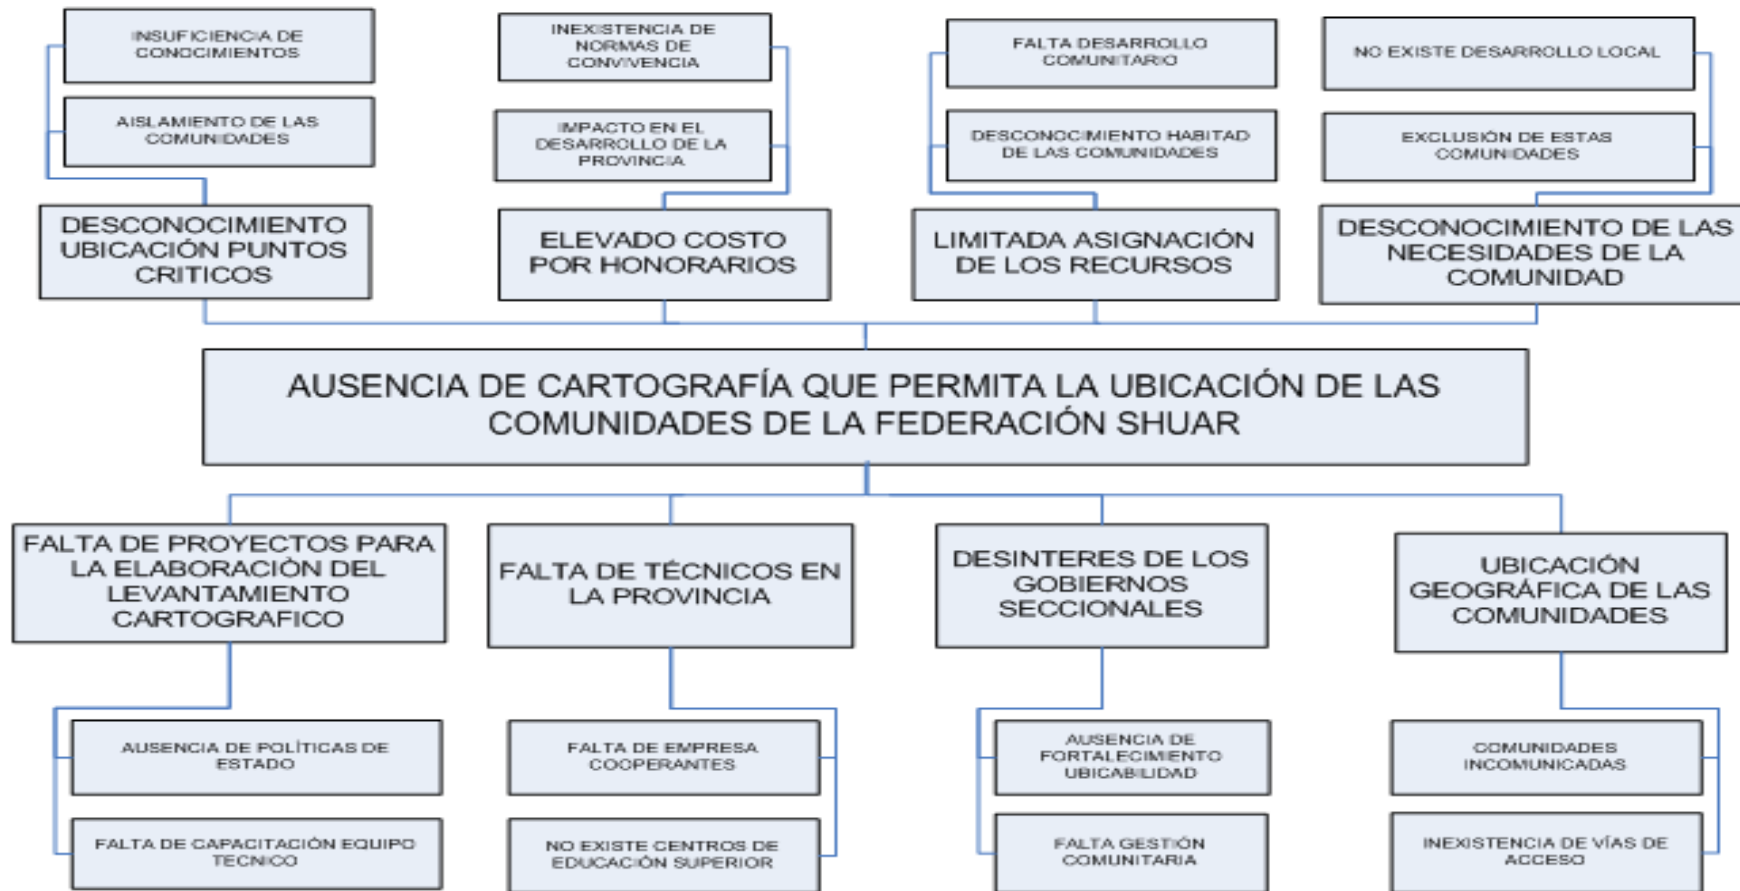 INSUFICIENCIA DE
CONOCIMIENTOS
INEXISTENCIA DE
NORMAS DE
CONVIVENCIA
FALTA DESARROLLO
COMUNITARIO
NO EXISTE DESARROLLO LOCAL
AISLAMIENTO DE LAS
COMUNIDADES
IMPACTO EN EL
DESARROLLO DE LA
PROVINCIA
DESCONOCIMIENTO HABITAD
DE LAS COMUNIDADES
EXCLUSIÓN DE ESTAS
COMUNIDADES
DESCONOCIMIENTO
UBICACIÓN PUNTOS
CRITICOS
ELEVADO COSTO
POR HONORARIOS
LIMITADA ASIGNACIÓN
DE LOS RECURSOS
DESCONOCIMIENTO DE LAS
NECESIDADES DE LA
COMUNIDAD
AUSENCIA DE CARTOGRAFÍA QUE PERMITA LA UBICACIÓN DE LAS
COMUNIDADES DE LA FEDERACIÓN SHUAR
FALTA DE PROYECTOS PARA
LA ELABORACIÒN DEL
LEVANTAMIENTO
CARTOGRAFICO
FALTA DE TÉCNICOS EN
LA PROVINCIA
DESINTERES DE LOS
GOBIERNOS
SECCIONALES
UBICACIÓN
GEOGRÁFICA DE LAS
COMUNIDADES
AUSENCIA DE POLÍTICAS DE
ESTADO
FALTA DE EMPRESA
COOPERANTES
AUSENCIA DE
FORTALECIMIENTO
UBICABILIDAD
COMUNIDADES
INCOMUNICADAS
FALTA DE CAPACITACIÓN EQUIPO
TECNICO
NO EXISTE CENTROS DE
EDUCACIÓN SUPERIOR
FALTA GESTIÓN
COMUNITARIA
INEXISTENCIA DE VÍAS DE
ACCESO